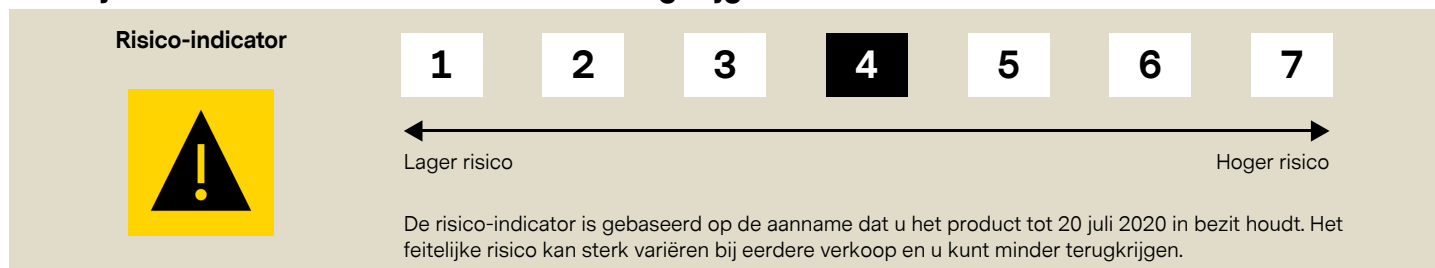 Risico-indicator
1 2 3 4 5 6 7
Lager risico Hoger risico
De risico-indicator is gebaseerd op de aanname dat u het product tot 20 juli 2020 in bezit houdt. Het
feitelijke risico kan sterk variëren bij eerdere verkoop en u kunt minder terugkrijgen.